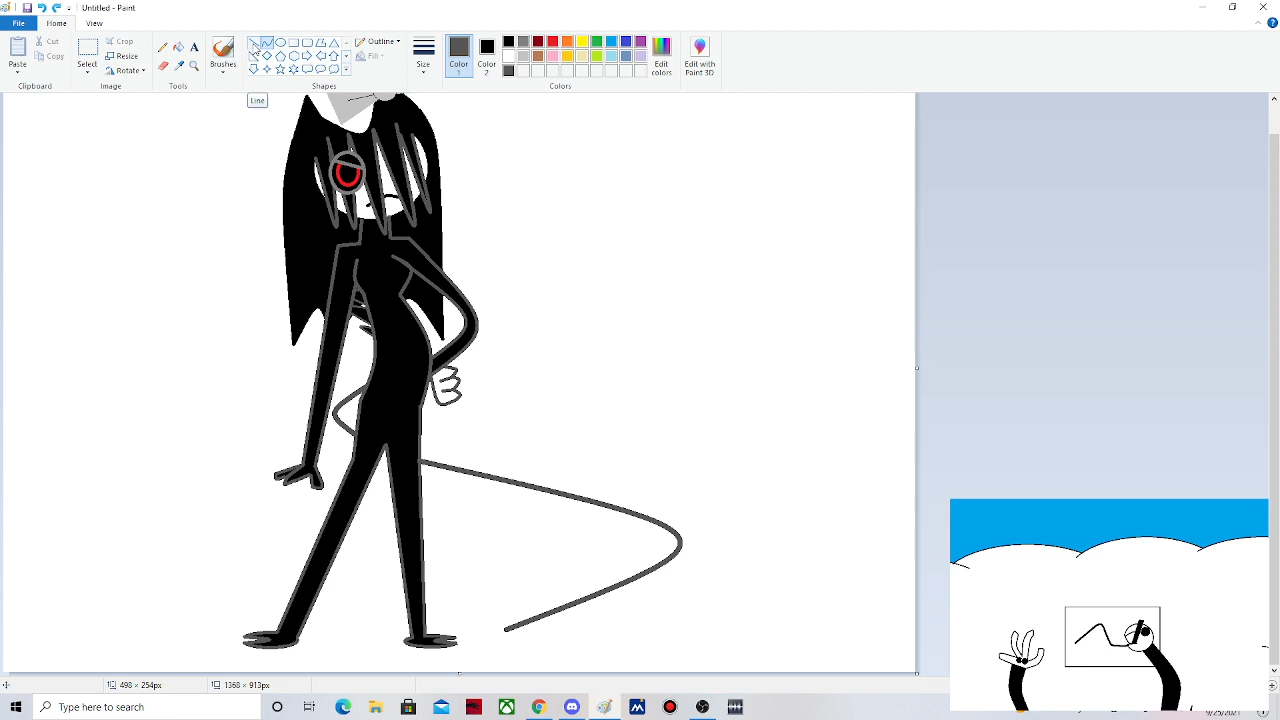 Untitled - Paint
File Home View
Paste
Cut
Copy
Clipboard
Select
Crop
Resize
Rotate
Image
A
Tools
Brushes
Shapes
Outline
Fill
Size
Color 1
Color 2
Colors
Edit colors
Edit with Paint 3D
Line
498 × 254px
1368 × 913px
Type here to search